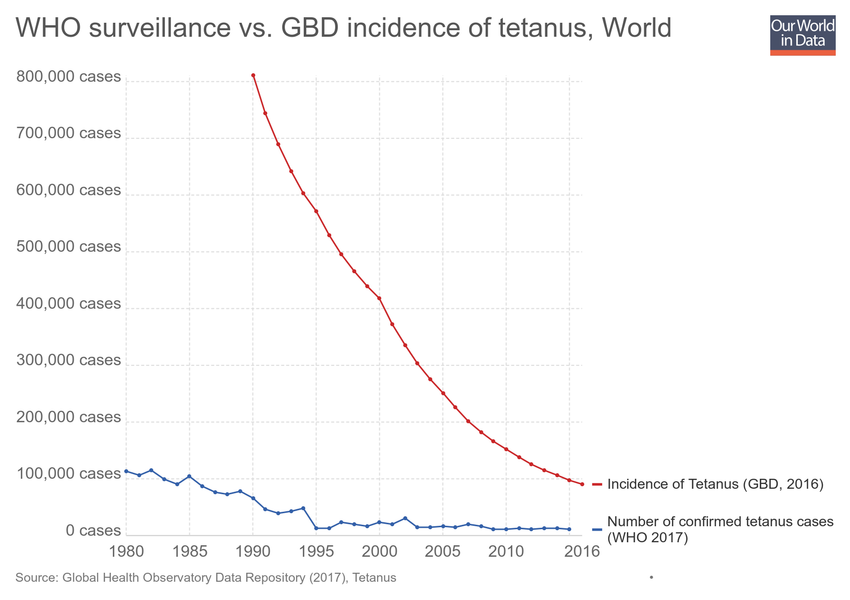 WHO surveillance vs. GBD incidence of tetanus, World
Our World
in Data
800,000 cases
700,000 cases
600,000 cases
500,000 cases
400,000 cases
300,000 cases
200,000 cases
100,000 cases
0 cases
1980
1985
1990
1995
2000
2005
2010
2016
Incidence of Tetanus (GBD, 2016)
Number of confirmed tetanus cases
(WHO 2017)
Source: Global Health Observatory Data Repository (2017), Tetanus